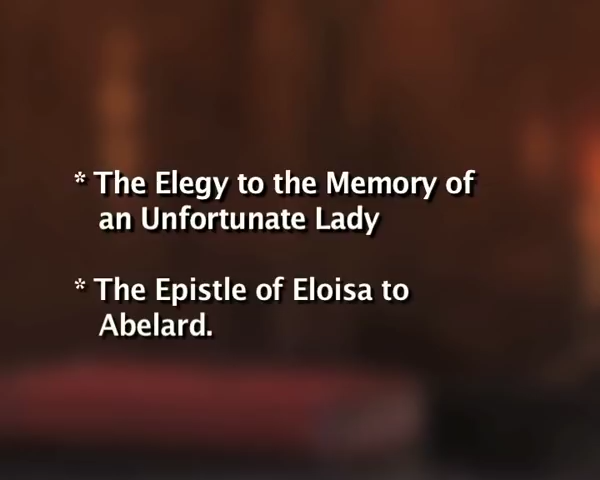 * The Elegy to the Memory of
an Unfortunate Lady
* The Epistle of Eloisa to
Abelard.